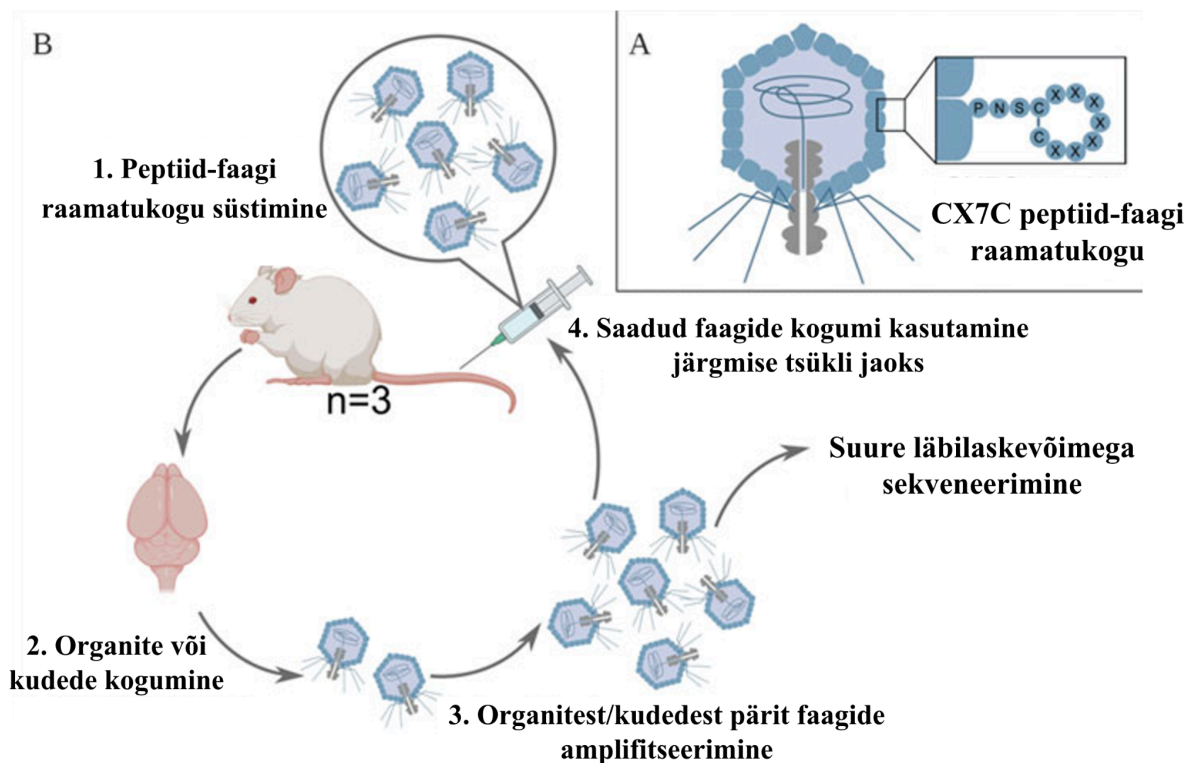 B
1. Peptiid-faagi
raamatukogu süstimine
n=3
A
P N S C X X X X X X X C
CX7C peptiid-faagi
raamatukogu
4. Saadud faagide kogumi kasutamine
järgmise tsükli jaoks
Suure läbilaskevõimega
sekveneerimine
2. Organite või
kudede kogumine
3. Organitest/kudedest pärit faagide
amplifitseerimine